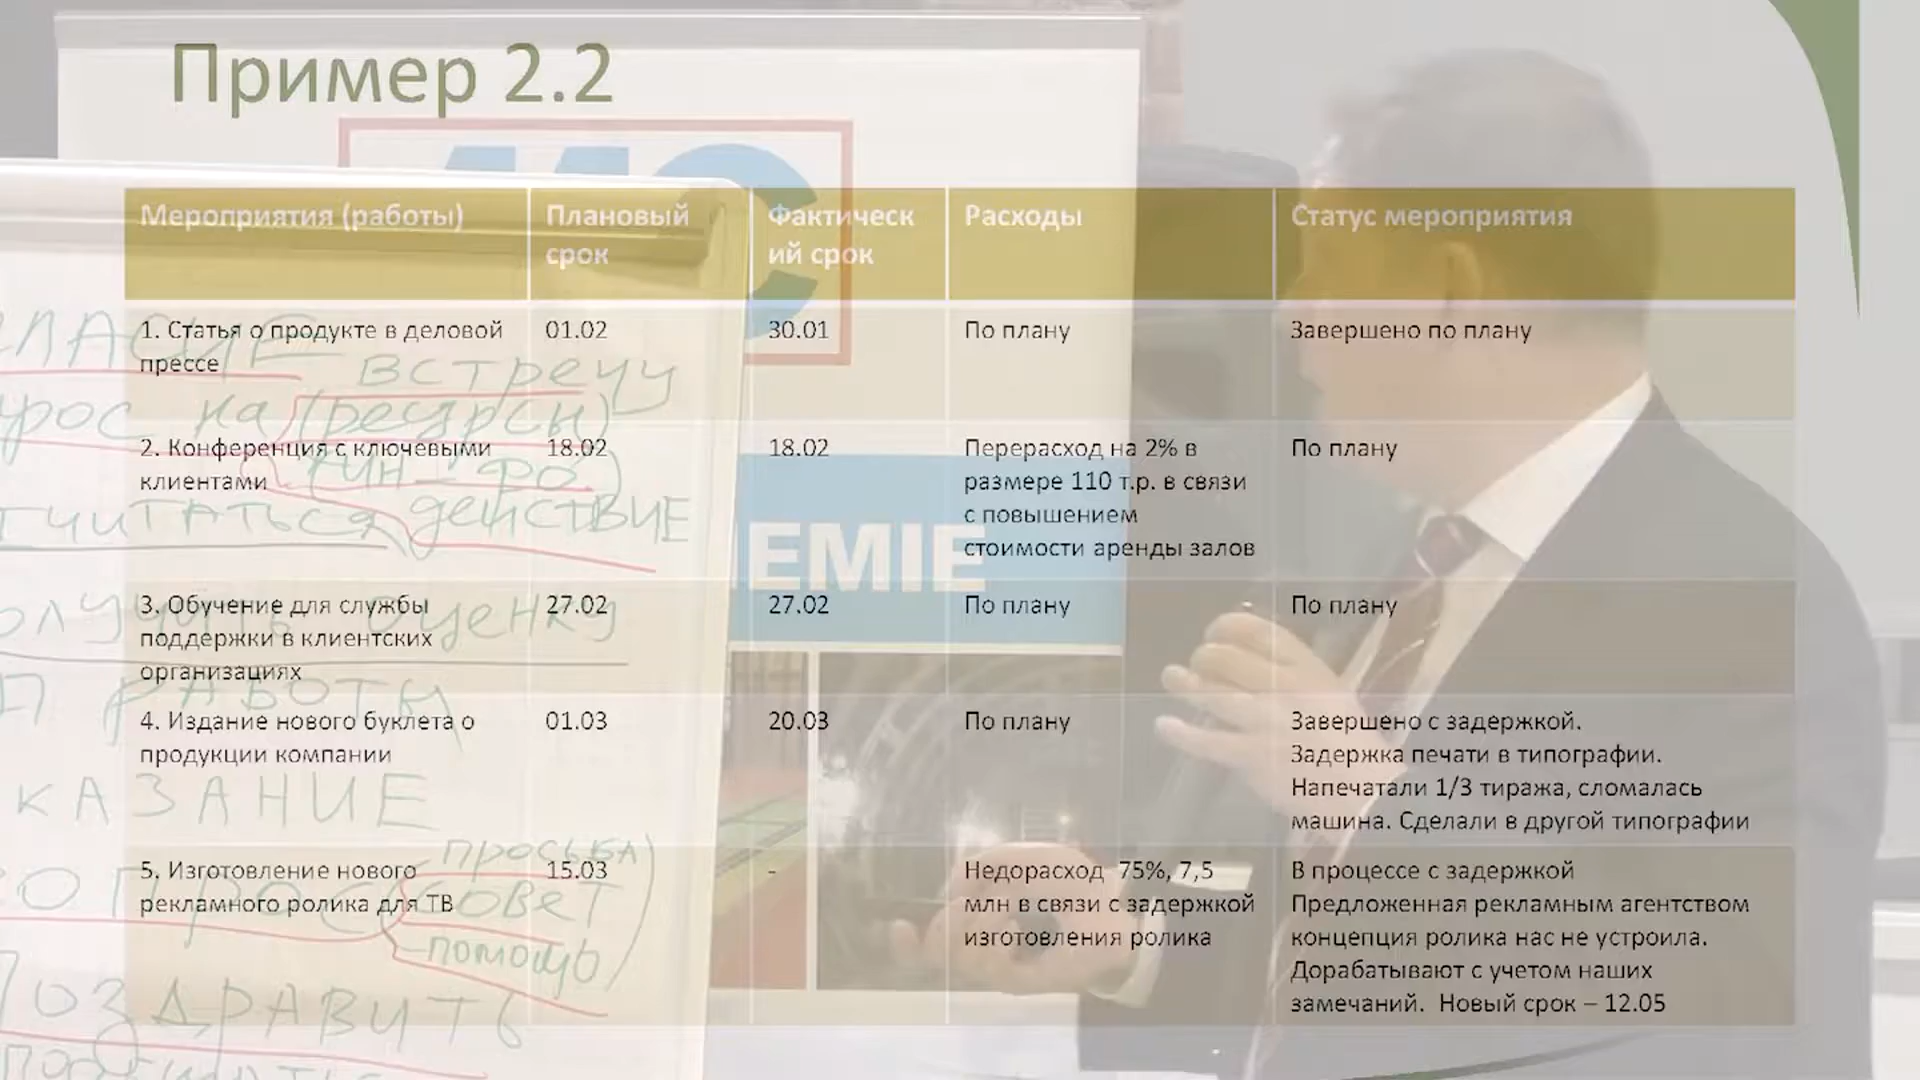 Пример 2.2
Мероприятия (работы)
Плановый
срок
Фактическ
ий срок
Расходы
Статус мероприятия
1. Статья о продукте в деловой
прессе
01.02
30.01
По плану
Завершено по плану
2. Конференция с ключевыми
клиентами
18.02
18.02
Перерасход на 2% в
размере 110 т.р. в связи
с повышением
стоимости аренды залов
По плану
3. Обучение для службы
поддержки в клиентских
организациях
27.02
27.02
По плану
По плану
4. Издание нового буклета о
продукции компании
01.03
20.03
По плану
Завершено с задержкой.
Задержка печати в типографии.
Напечатали 1/3 тиража, сломалась
машина. Сделали в другой типографии
5. Изготовление нового
рекламного ролика для ТВ
15.03
-
Недорасход 75%, 7,5
млн в связи с задержкой
изготовления ролика
В процессе с задержкой
Предложенная рекламным агентством
концепция ролика нас не устроила.
Дорабатывают с учетом наших
замечаний. Новый срок – 12.05
встречу
на (ресурсы)
действие
оценку
работы
просьба
совет
помощь
EMIE